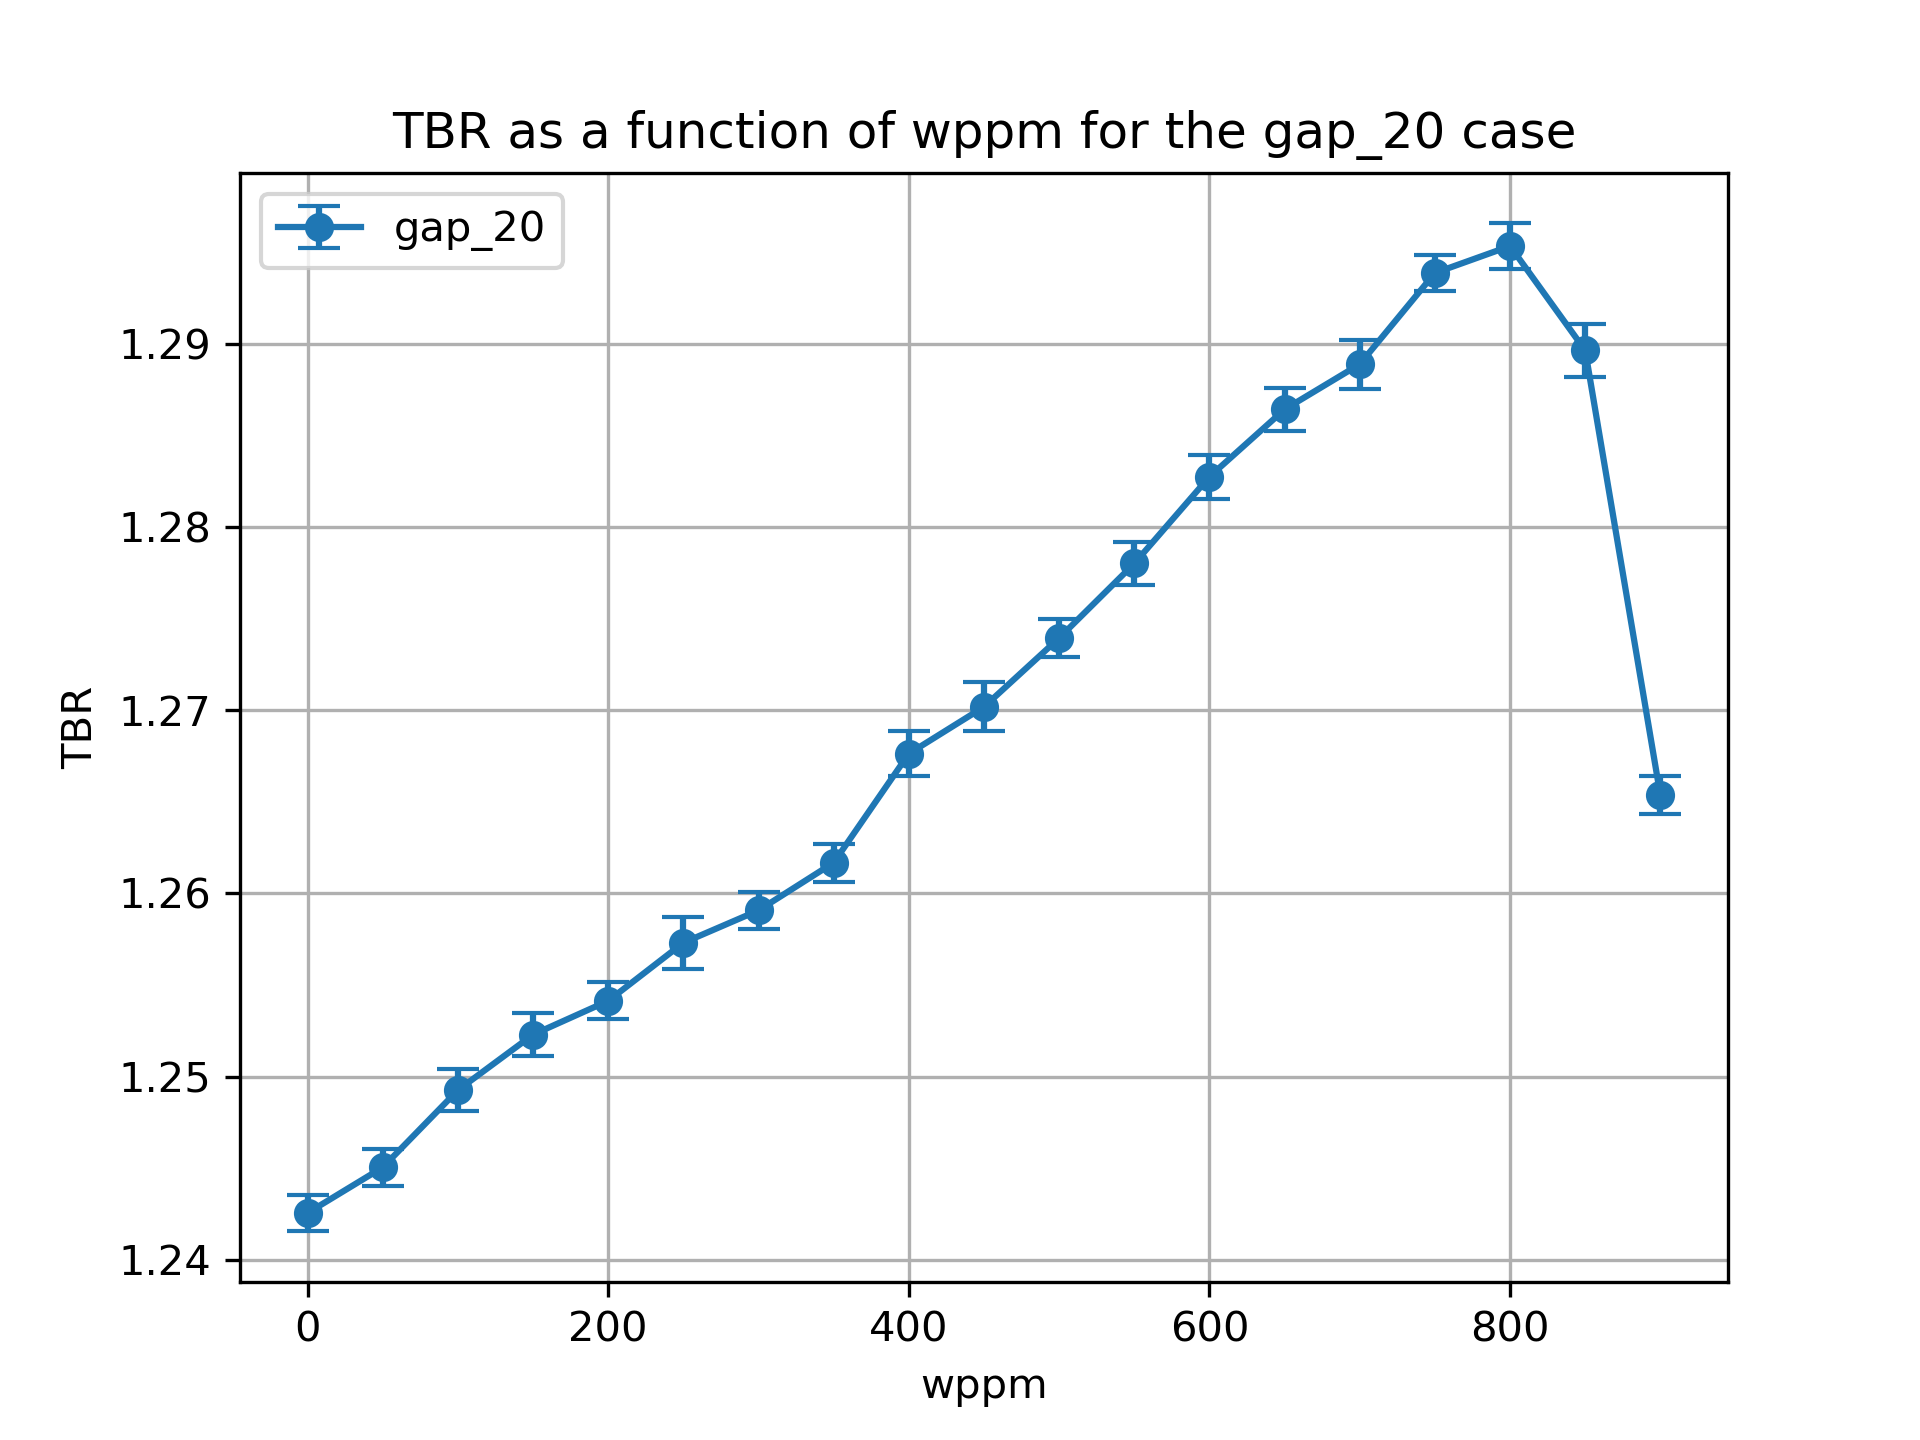 TBR as a function of wppm for the gap_20 case
gap_20
1.29
1.28
1.27
1.26
1.25
1.24
TBR
0 200 400 600 800
wppm